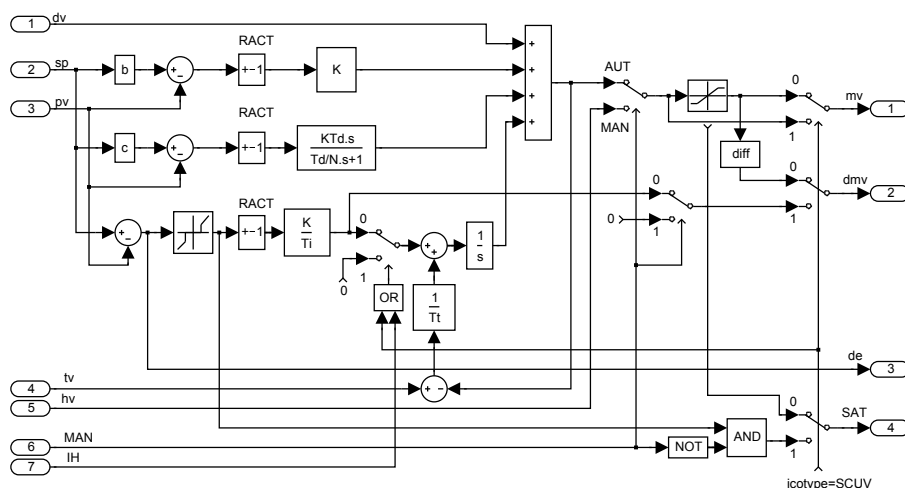 1 dv
2 sp
3 pv
b
RACT
+-1
K
c
RACT
+-1
KTd.s
Td/N.s+1
RACT
+-1
K
Ti
0
1
0
OR
1
Tt
1
s
+
+
+
+
AUT
MAN
0
1
0
0
mv
1
1
diff
0
dmv
2
1
4 tv
5 hv
de
3
6 MAN
7 IH
NOT
AND
0
SAT
4
1
icotype=SCUV